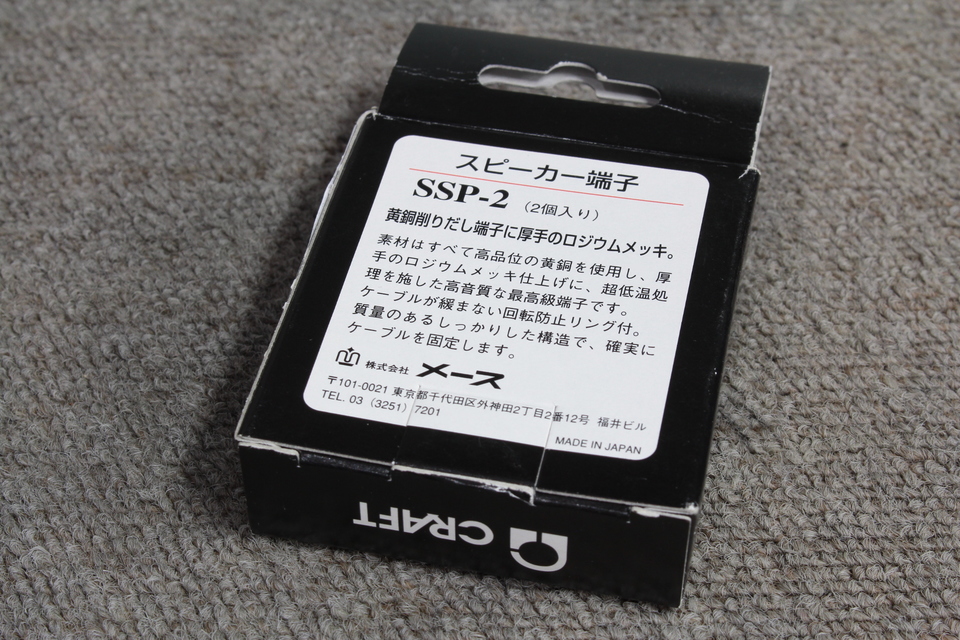 スピーカー端子
SSP-2（2個入り）
黄銅削りだし端子に厚手のロジウムメッキ。
素材はすべて高品位の黄銅を使用し、厚
手のロジウムメッキ仕上げに、超低温処
理を施した高音質な最高級端子です。
ケーブルが緩まない回転防止リング付。
質量のあるしっかりした構造で、確実に
ケーブルを固定します。
株式会社 メース
〒101-0021 東京都千代田区外神田2丁目2番12号 福井ビル
TEL. 03（3251）7201
MADE IN JAPAN
CRAFT